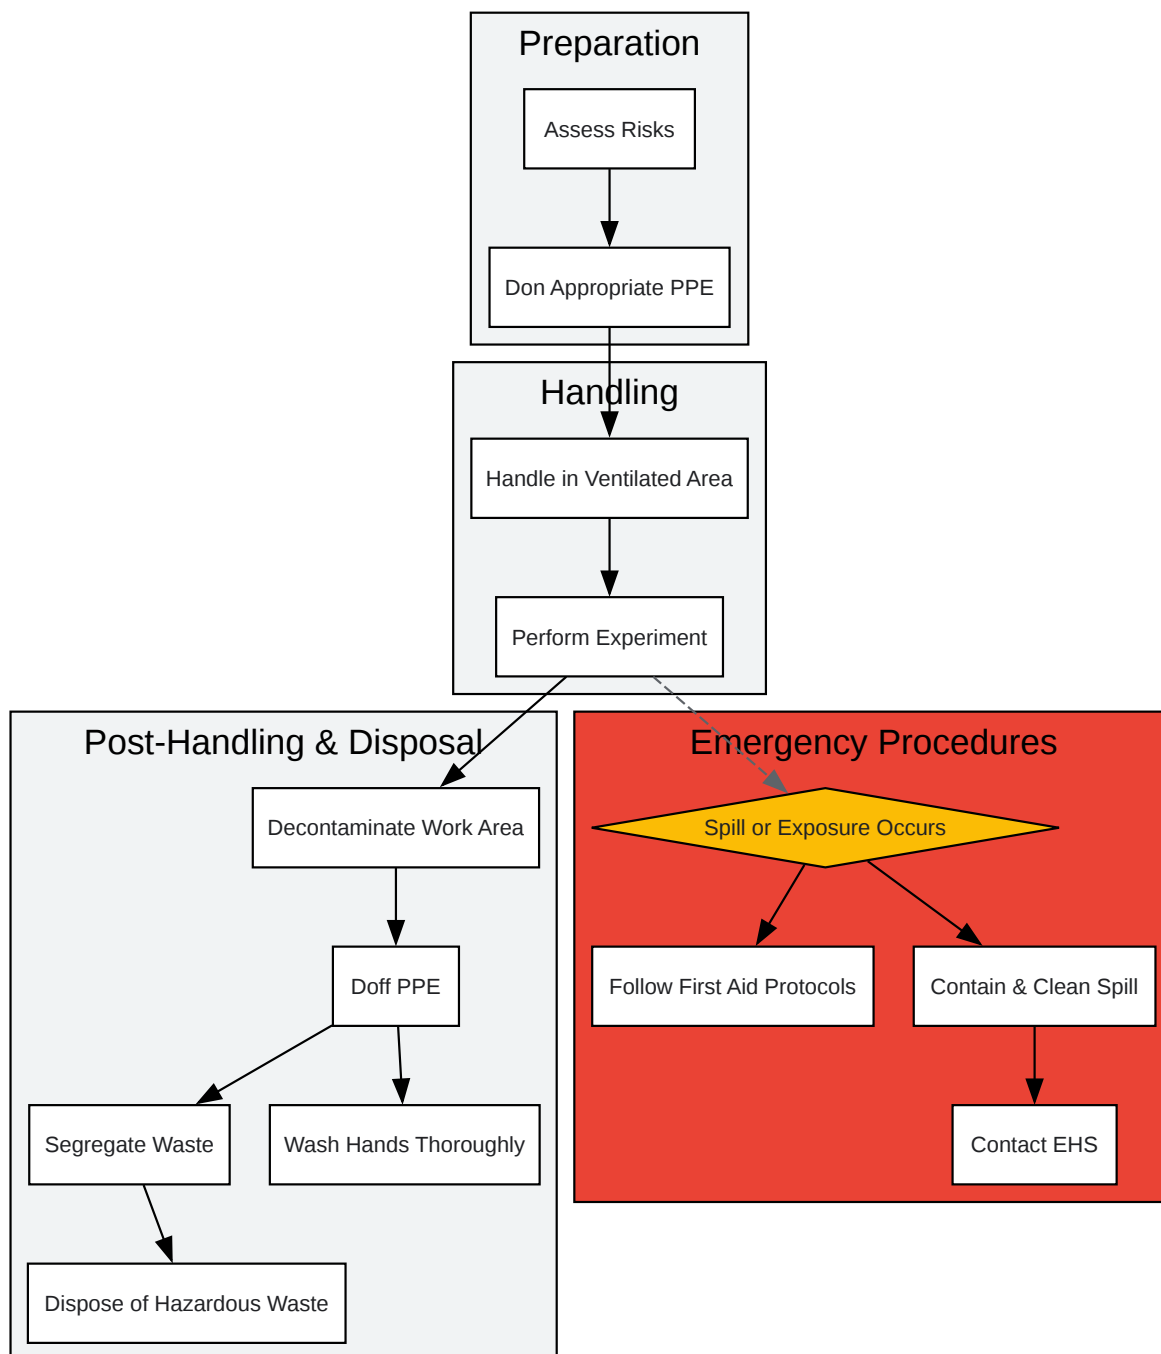 Preparation
Assess Risks
Don Appropriate PPE
Handling
Handle in Ventilated Area
Perform Experiment
Post-Handling & Disposal
Decontaminate Work Area
Doff PPE
Segregate Waste
Wash Hands Thoroughly
Dispose of Hazardous Waste
Emergency Procedures
Spill or Exposure Occurs
Follow First Aid Protocols
Contain & Clean Spill
Contact EHS